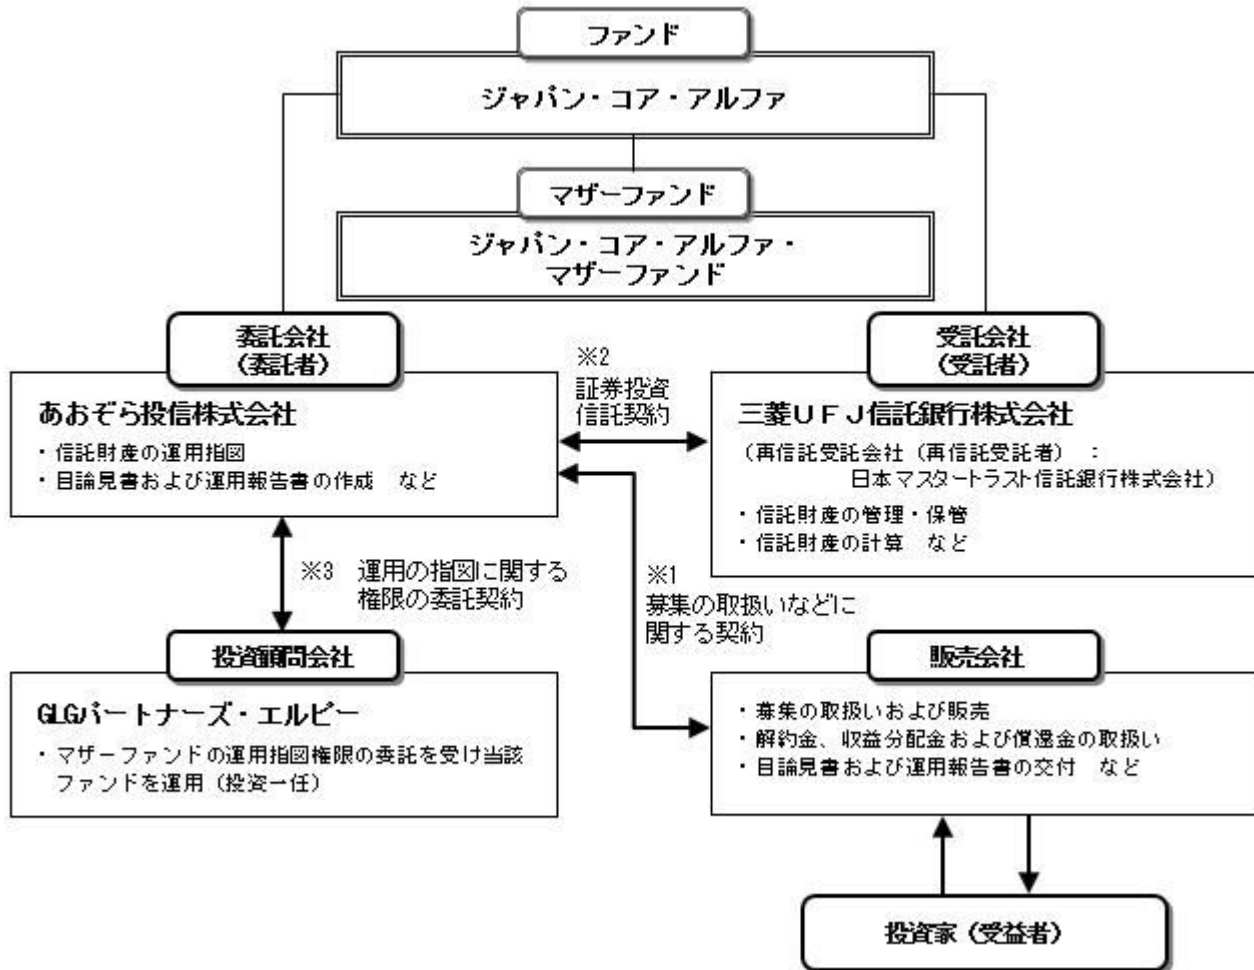 ファンド
ジャパン・コア・アルファ
マザーファンド
ジャパン・コア・アルファ・
マザーファンド
委託会社
（委託者）
あおぞら投信株式会社
・信託財産の運用指図
・目論見書および運用報告書の作成　など
※2
証券投資
信託契約
受託会社
（受託者）
三菱ＵＦＪ信託銀行株式会社
（再信託受託会社（再信託受託者）：
日本マスタートラスト信託銀行株式会社）
・信託財産の管理・保管
・信託財産の計算　など
※3　運用の指図に関する
権限の委託契約
※1
募集の取扱いなどに
関する契約
投資顧問会社
GLGパートナーズ・エルピー
・マザーファンドの運用指図権限の委託を受け当該
ファンドを運用（投資一任）
販売会社
・募集の取扱いおよび販売
・解約金、収益分配金および償還金の取扱い
・目論見書および運用報告書の交付　など
投資家（受益者）